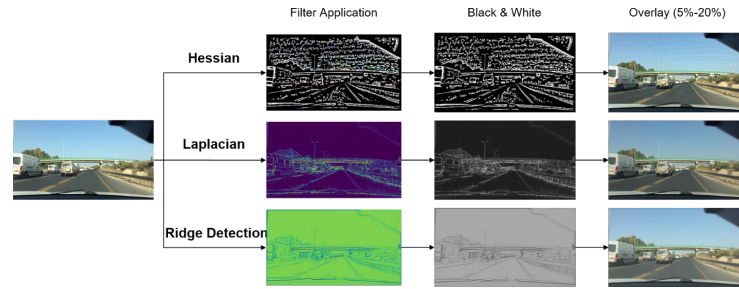 Filter Application Black & White Overlay (5%-20%)
Hessian
Laplacian
Ridge Detection